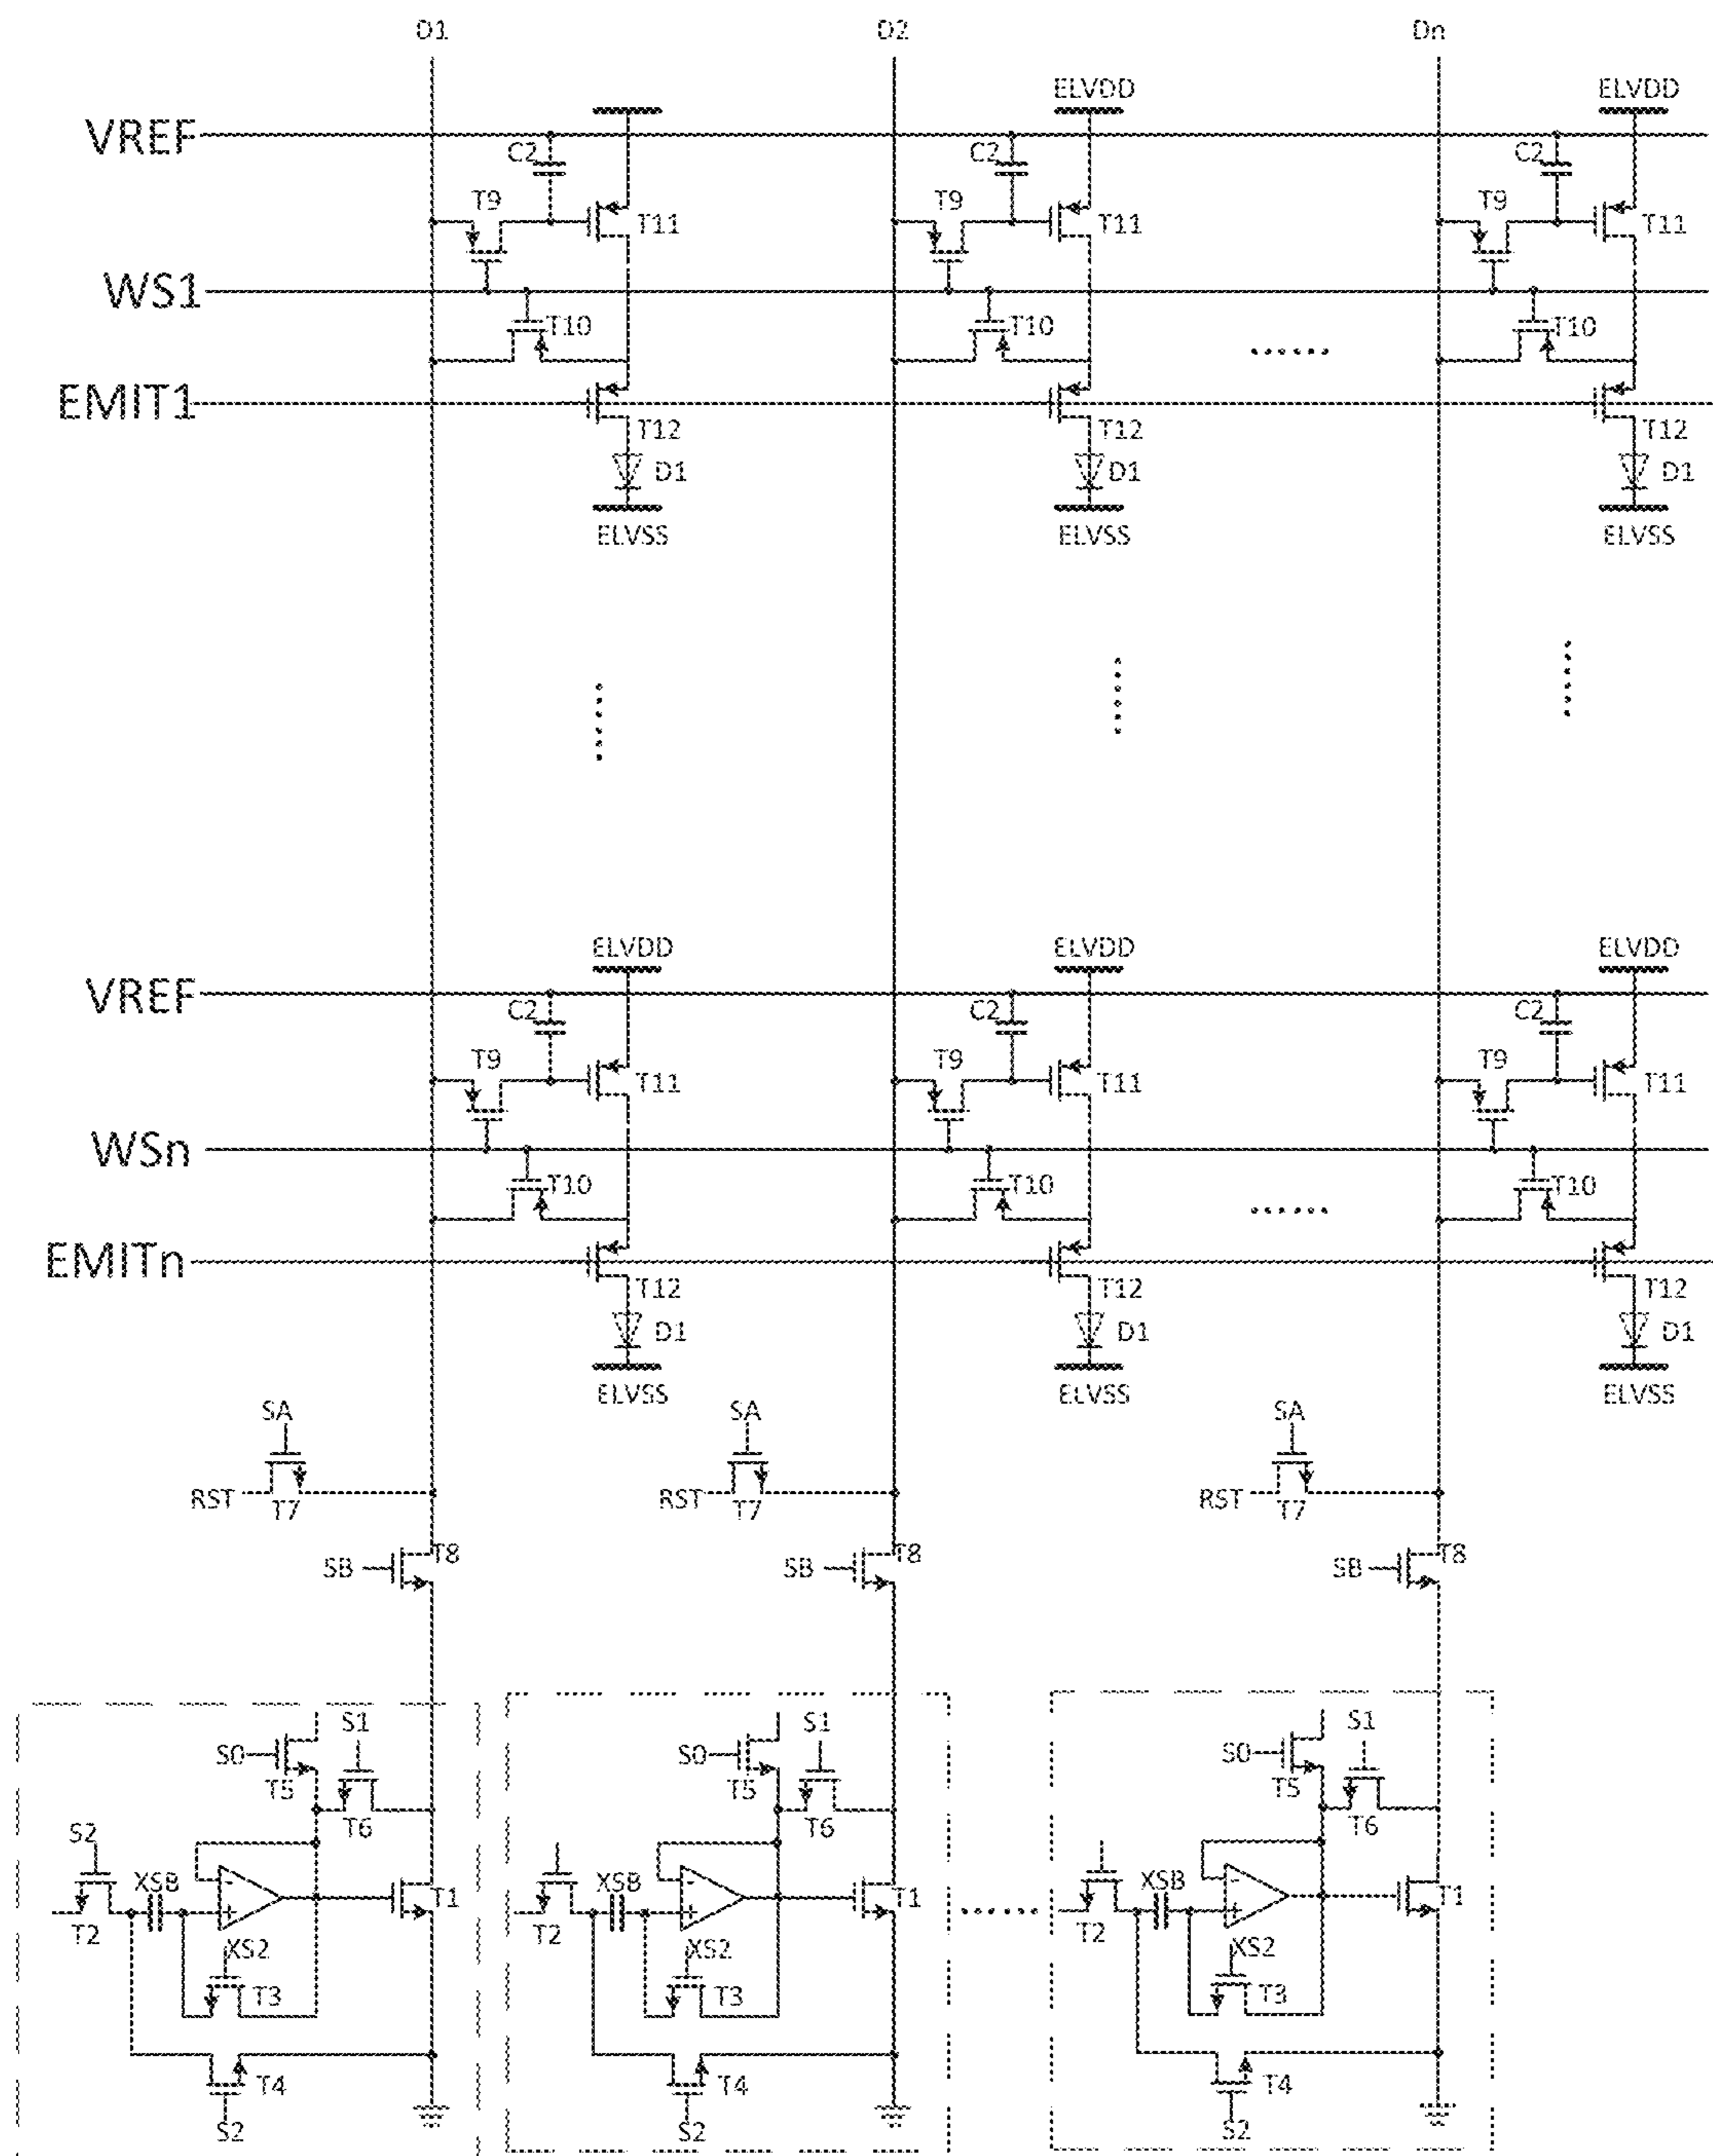 D1 D2 Dn
ELVDD ELVDD
VREF
C2 C2 C2
T9 T9 T9
T11 T11 T11
WS1
T10 T10 T10
EMIT1
T12 T12 T12
D1 D1 D1
ELVSS ELVSS ELVSS
ELVDD ELVDD ELVDD
VREF
C2 C2 C2
T9 T9 T9
T11 T11 T11
WSn
T10 T10 T10
EMITn
T12 T12 T12
D1 D1 D1
ELVSS ELVSS ELVSS
SA SA SA
RST RST RST
T7 T7 T7
T8 T8 T8
SB SB SB
S1 S1 S1
S0 S0 S0
T5 T5 T5
T6 T6 T6
S2
XSB XSB XSB
- - -
T1 T1 T1
+ + +
T2 T2 T2
XS2 XS2 XS2
T3 T3 T3
T4 T4 T4
S2 S2 S2